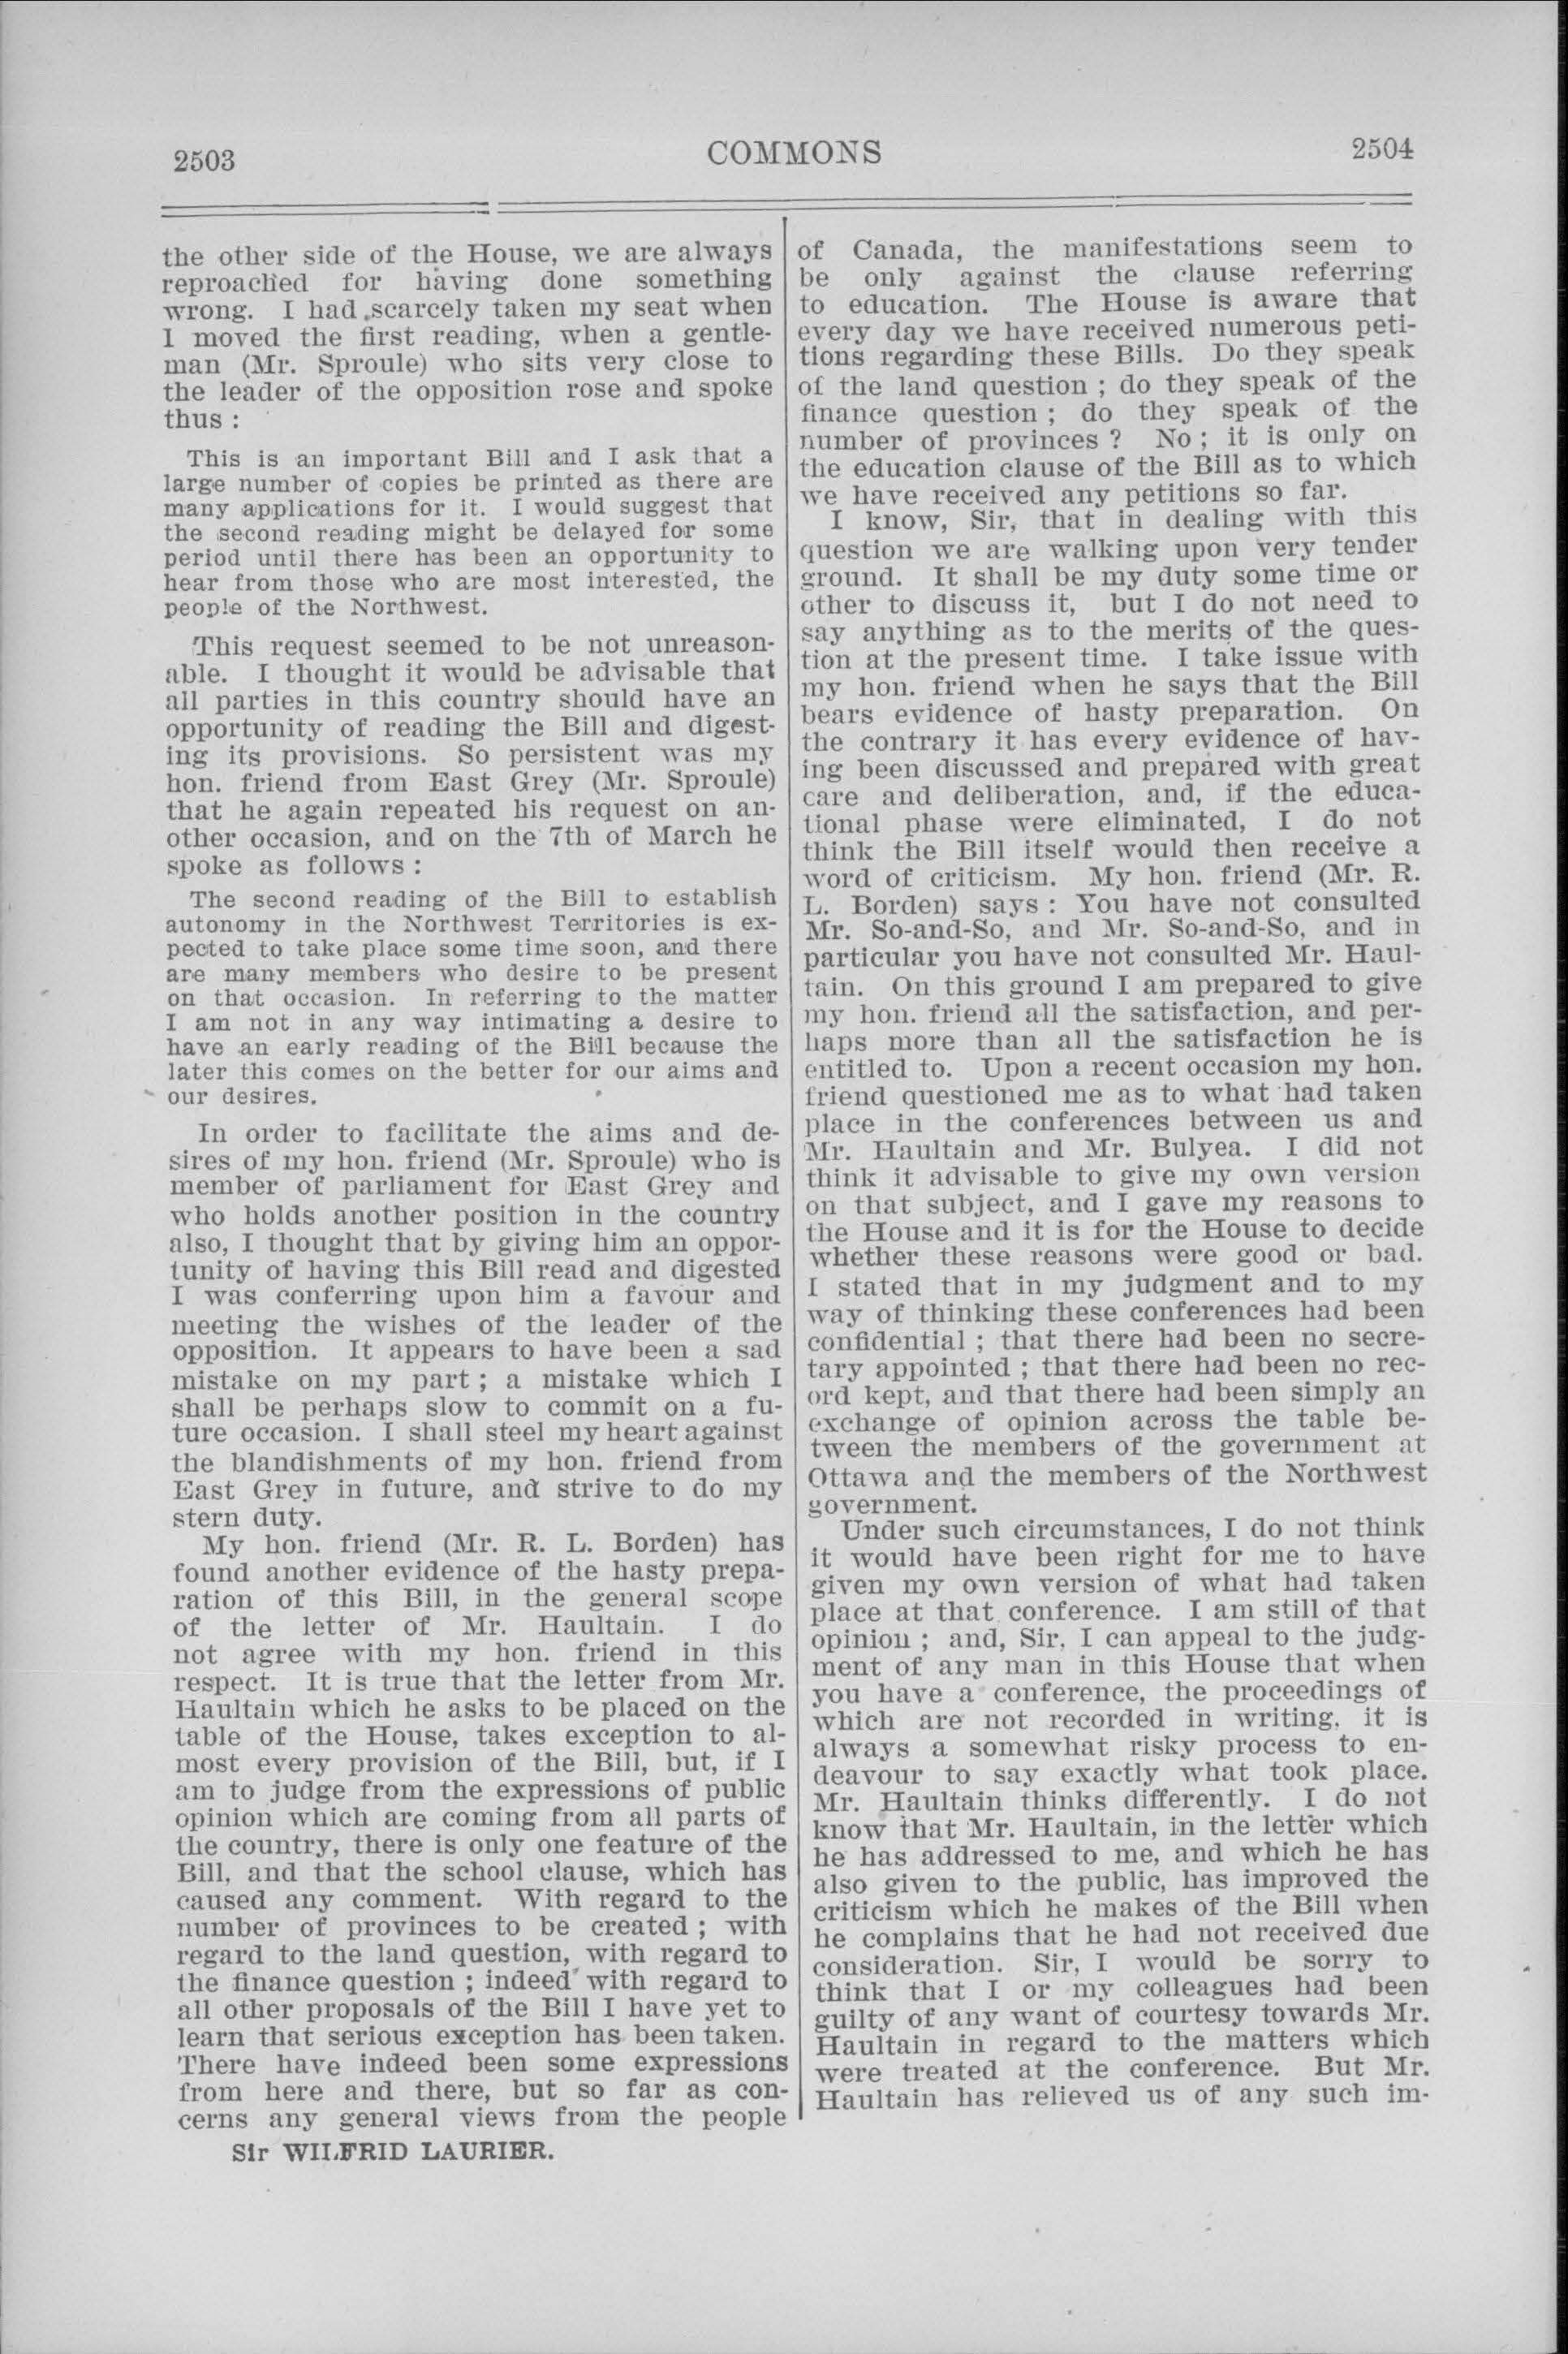 2503
COMMONS
2504
the other side of the House, we are always
reproached for having done something
wrong. I had scarcely taken my seat when
I moved the first reading, when a gentle-
man (Mr. Sproule) who sits very close to
the leader of the opposition rose and spoke
thus :
This is an important Bill and I ask that a
large number of copies be printed as there are
many applications for it. I would suggest that
the second reading might be delayed for some
period until there has been an opportunity to
hear from those who are most interested, the
people of the Northwest.
This request seemed to be not unreason-
able. I thought it would be advisable that
all parties in this country should have an
opportunity of reading the Bill and digest-
ing its provisions. So persistent was my
hon. friend from East Grey (Mr. Sproule)
that he again repeated his request on an-
other occasion, and on the 7th of March he
spoke as follows :
The second reading of the Bill to establish
autonomy in the Northwest Territories is ex-
pected to take place some time soon, and there
are many members who desire to be present
on that occasion. In referring to the matter
I am not in any way intimating a desire to
have an early reading of the Bill because the
later this comes on the better for our aims and
our desires.
In order to facilitate the aims and de-
sires of my hon. friend (Mr. Sproule) who is
member of parliament for East Grey and
who holds another position in the country
also, I thought that by giving him an oppor-
tunity of having this Bill read and digested
I was conferring upon him a favour and
meeting the wishes of the leader of the
opposition. It appears to have been a sad
mistake on my part ; a mistake which I
shall be perhaps slow to commit on a fu-
ture occasion. I shall steel my heart against
the blandishments of my hon. friend from
East Grey in future, and strive to do my
stern duty.
My hon. friend (Mr. R. L. Borden) has
found another evidence of the hasty prepa-
ration of this Bill, in the general scope
of the letter of Mr. Haultain. I do
not agree with my hon. friend in this
respect. It is true that the letter from Mr.
Haultain which he asks to be placed on the
table of the House, takes exception to al-
most every provision of the Bill, but, if I
am to judge from the expressions of public
opinion which are coming from all parts of
the country, there is only one feature of the
Bill, and that the school clause, which has
caused any comment. With regard to the
number of provinces to be created ; with
regard to the land question, with regard to
the finance question ; indeed with regard to
all other proposals of the Bill I have yet to
learn that serious exception has been taken.
There have indeed been some expressions
from here and there, but so far as con-
cerns any general views from the people
Sir WILFRID LAURIER.
of Canada, the manifestations seem to
be only against the clause referring
to education. The House is aware that
every day we have received numerous peti-
tions regarding these Bills. Do they speak
of the land question ; do they speak of the
finance question ; do they speak of the
number of provinces ? No ; it is only on
the education clause of the Bill as to which
we have received any petitions so far.
I know, Sir, that in dealing with this
question we are walking upon very tender
ground. It shall be my duty some time or
other to discuss it, but I do not need to
say anything as to the merits of the ques-
tion at the present time. I take issue with
my hon. friend when he says that the Bill
bears evidence of hasty preparation. On
the contrary it has every evidence of hav-
ing been discussed and prepared with great
care and deliberation, and, if the educa-
tional phase were eliminated, I do not
think the Bill itself would then receive a
word of criticism. My hon. friend (Mr. R.
L. Borden) says : You have not consulted
Mr. So-and-So, and Mr. So-and-So, and in
particular you have not consulted Mr. Haul-
tain. On this ground I am prepared to give
my hon. friend all the satisfaction, and per-
haps more than all the satisfaction he is
entitled to. Upon a recent occasion my hon.
friend questioned me as to what had taken
place in the conferences between us and
Mr. Haultain and Mr. Bulyea. I did not
think it advisable to give my own version
on that subject, and I gave my reasons to
the House and it is for the House to decide
whether these reasons were good or bad.
I stated that in my judgment and to my
way of thinking these conferences had been
confidential ; that there had been no secre-
tary appointed ; that there had been no rec-
ord kept, and that there had been simply an
exchange of opinion across the table be-
tween the members of the government at
Ottawa and the members of the Northwest
government.
Under such circumstances, I do not think
it would have been right for me to have
given my own version of what had taken
place at that conference. I am still of that
opinion ; and, Sir, I can appeal to the judg-
ment of any man in this House that when
you have a conference, the proceedings of
which are not recorded in writing, it is
always a somewhat risky process to en-
deavour to say exactly what took place.
Mr. Haultain thinks differently. I do not
know that Mr. Haultain, in the letter which
he has addressed to me, and which he has
also given to the public, has improved the
criticism which he makes of the Bill when
he complains that he had not received due
consideration. Sir, I would be sorry to
think that I or my colleagues had been
guilty of any want of courtesy towards Mr.
Haultain in regard to the matters which
were treated at the conference. But Mr.
Haultain has relieved us of any such im-